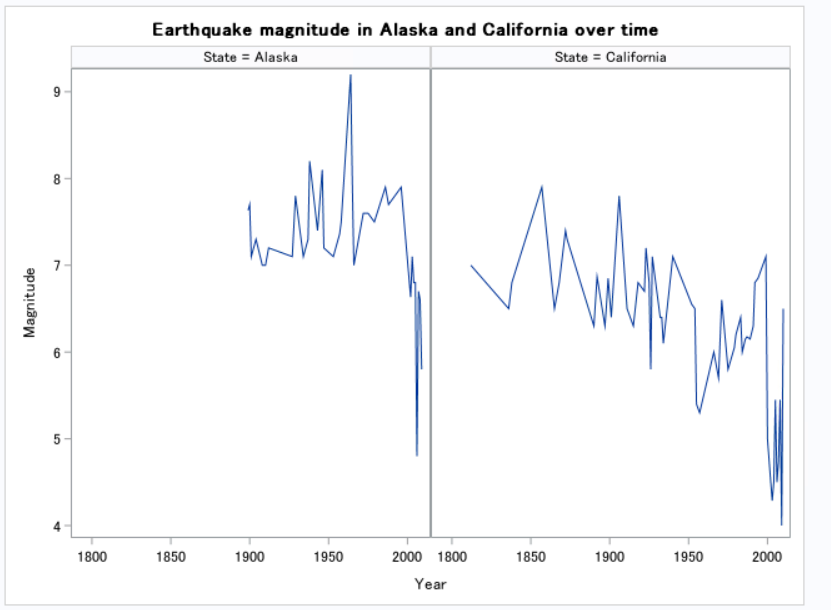 Earthquake magnitude in Alaska and California over time
State = Alaska
State = California
9
8
7
6
5
4
Magnitude
1800 1850 1900 1950 2000 1800 1850 1900 1950 2000
Year